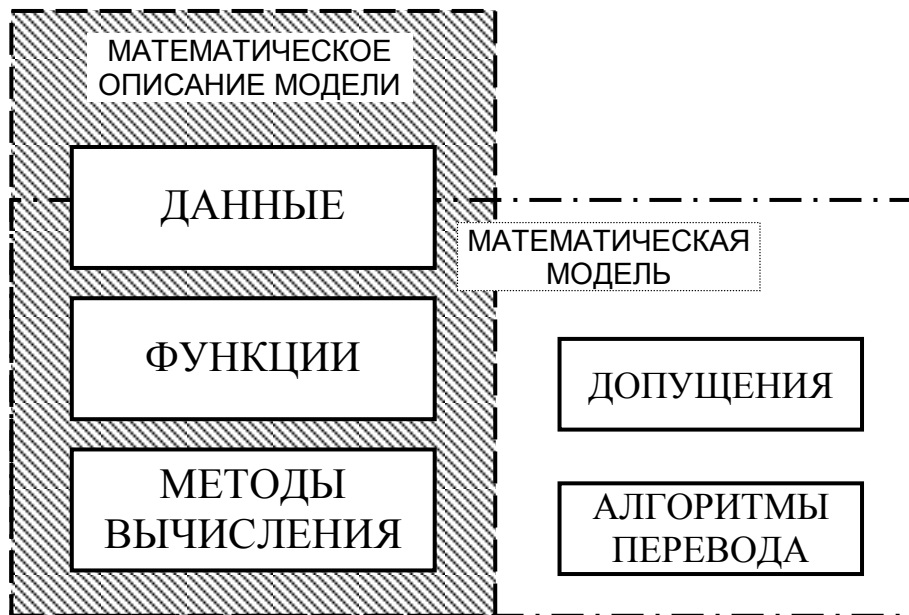 МАТЕМАТИЧЕСКОЕ
ОПИСАНИЕ МОДЕЛИ
ДАННЫЕ
МАТЕМАТИЧЕСКАЯ
МОДЕЛЬ
ФУНКЦИИ
ДОПУЩЕНИЯ
МЕТОДЫ
ВЫЧИСЛЕНИЯ
АЛГОРИТМЫ
ПЕРЕВОДА